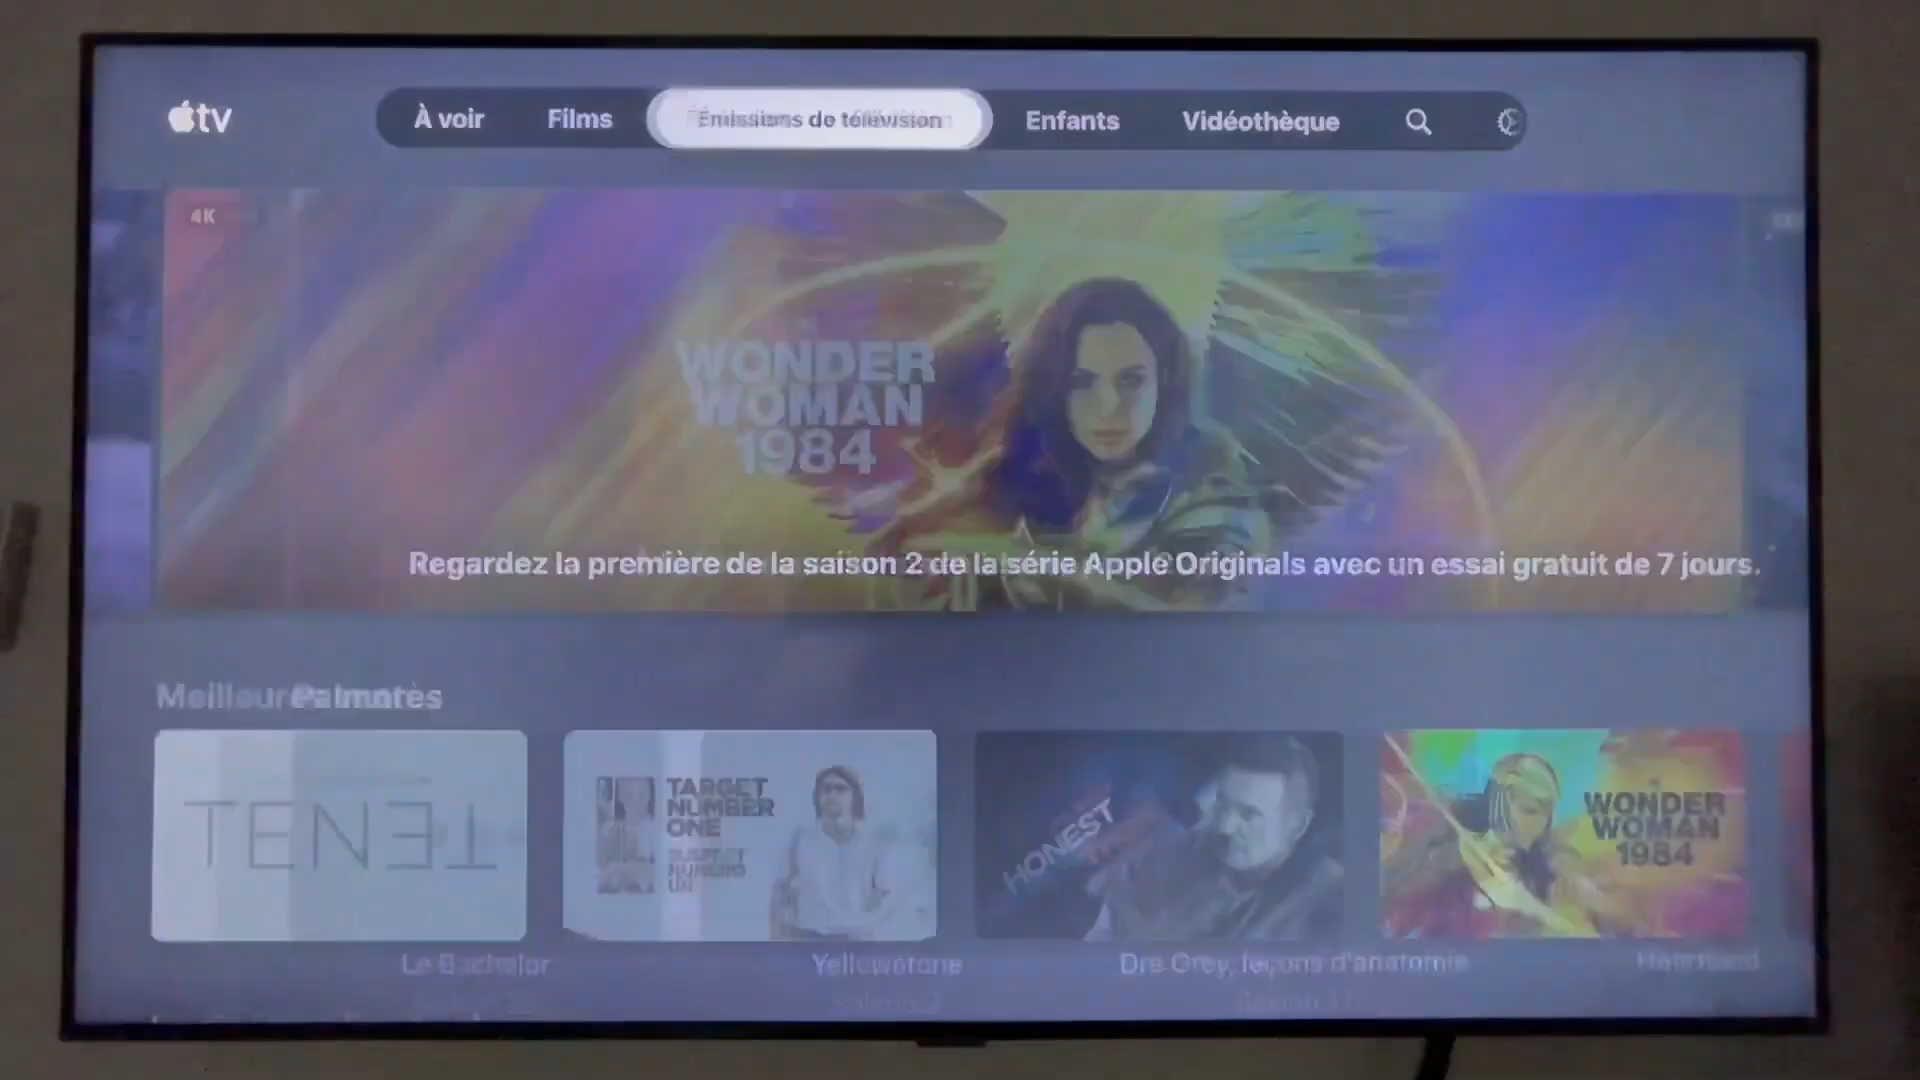 tv
À voir
Films
Émissions de télévision
Enfants
Vidéothèque
4K
WONDER
WOMAN
1984
Regardez la première de la saison 2 de la série Apple Originals avec un essai gratuit de 7 jours.
Palmarès
TENET
TARGET
NUMBER
ONE
HONEST
WONDER
WOMAN
1984
Le Bachelor
Yellowstone
Dre Grey, leçons d'anatomie